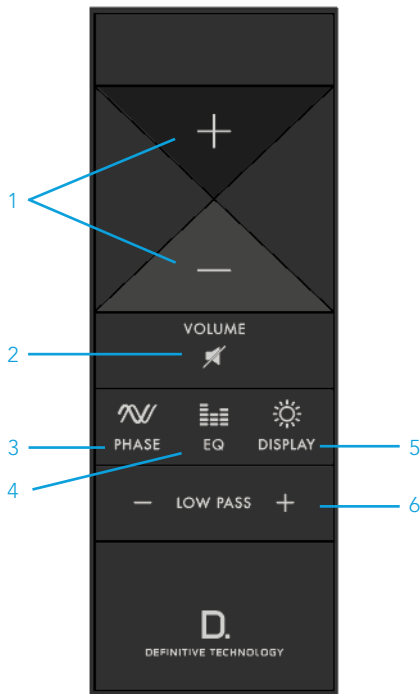 +
1
−
VOLUME
2
3
PHASE
EQ
DISPLAY
5
4
− LOW PASS +
6
D.
DEFINITIVE TECHNOLOGY